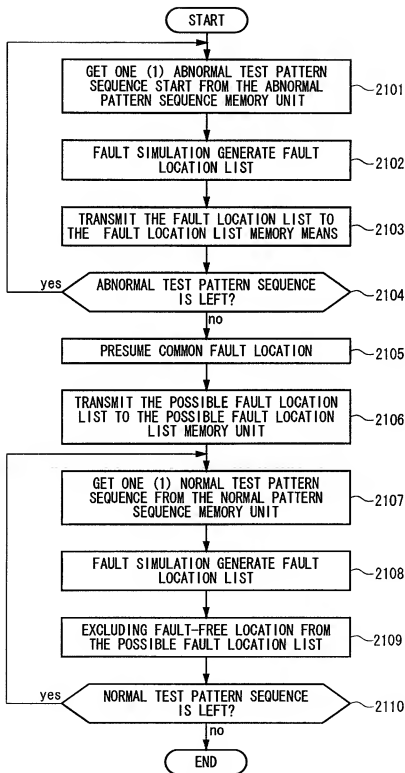 START
GET ONE (1) ABNORMAL TEST PATTERN
SEQUENCE START FROM THE ABNORMAL
PATTERN SEQUENCE MEMORY UNIT
2101
FAULT SIMULATION GENERATE FAULT
LOCATION LIST
2102
TRANSMIT THE FAULT LOCATION LIST TO
THE FAULT LOCATION LIST MEMORY MEANS
2103
yes
ABNORMAL TEST PATTERN SEQUENCE
IS LEFT?
2104
no
PRESUME COMMON FAULT LOCATION
2105
TRANSMIT THE POSSIBLE FAULT LOCATION
LIST TO THE POSSIBLE FAULT LOCATION
LIST MEMORY UNIT
2106
GET ONE (1) NORMAL TEST PATTERN
SEQUENCE FROM THE NORMAL PATTERN
SEQUENCE MEMORY UNIT
2107
FAULT SIMULATION GENERATE FAULT
LOCATION LIST
2108
EXCLUDING FAULT-FREE LOCATION FROM
THE POSSIBLE FAULT LOCATION LIST
2109
yes
NORMAL TEST PATTERN SEQUENCE
IS LEFT?
2110
no
END